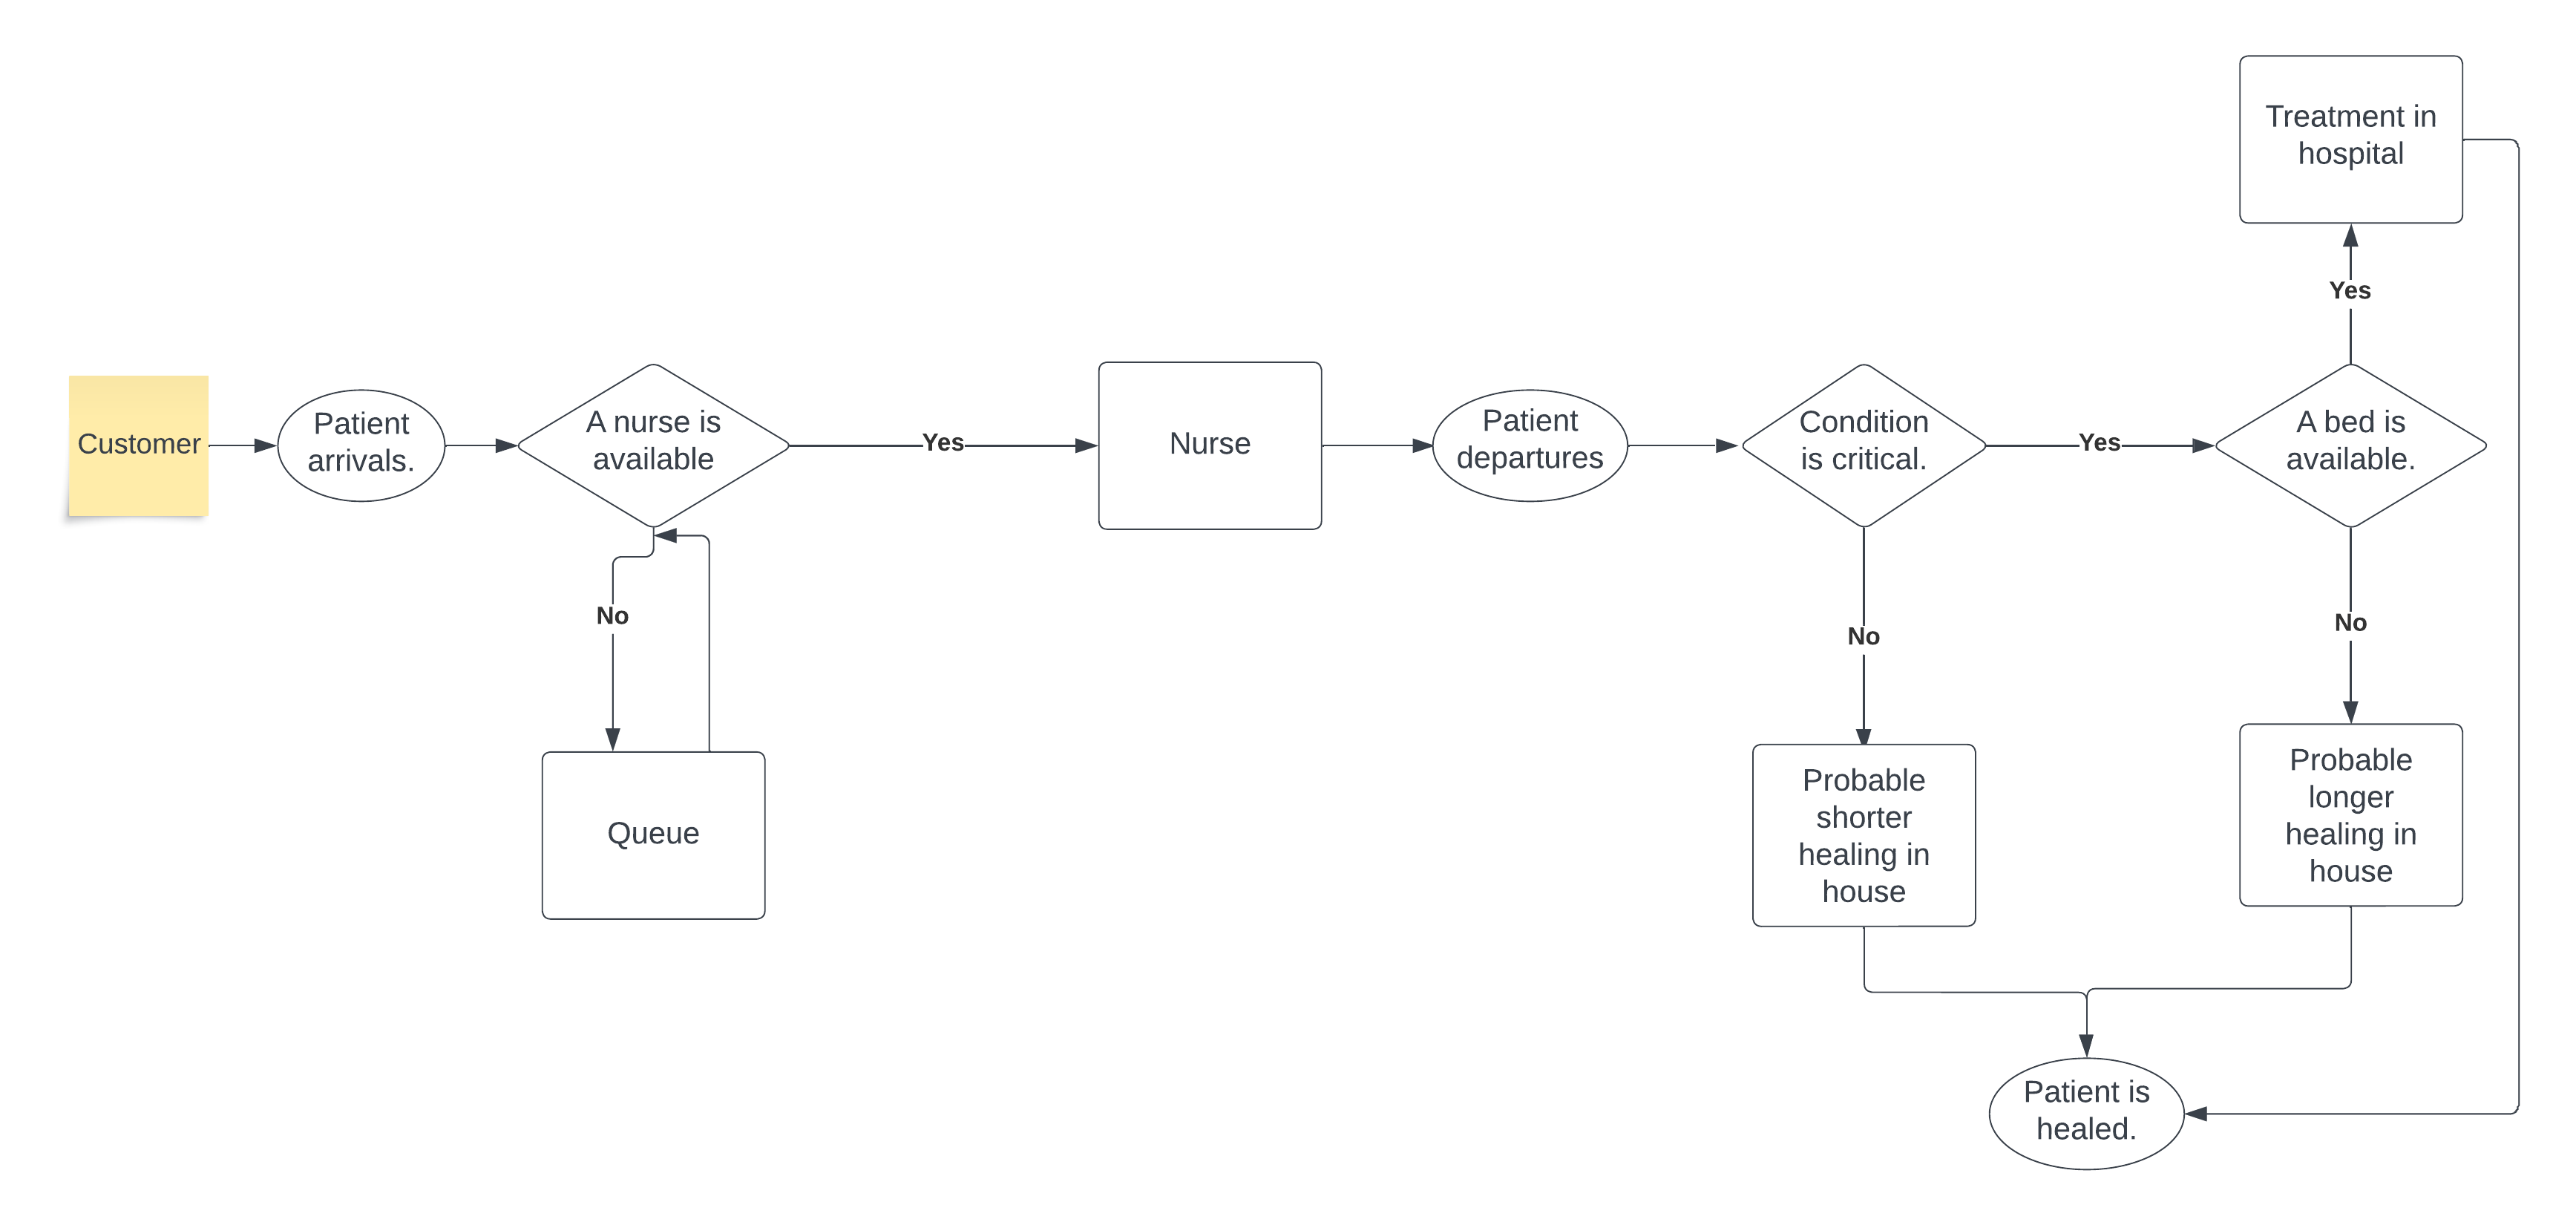 Treatment in
hospital
Yes
Customer
Patient
arrivals.
A nurse is
available
Yes
Nurse
Patient
departures
Condition
is critical.
Yes
A bed is
available.
No
No
No
Queue
Probable
shorter
healing in
house
Probable
longer
healing in
house
Patient is
healed.